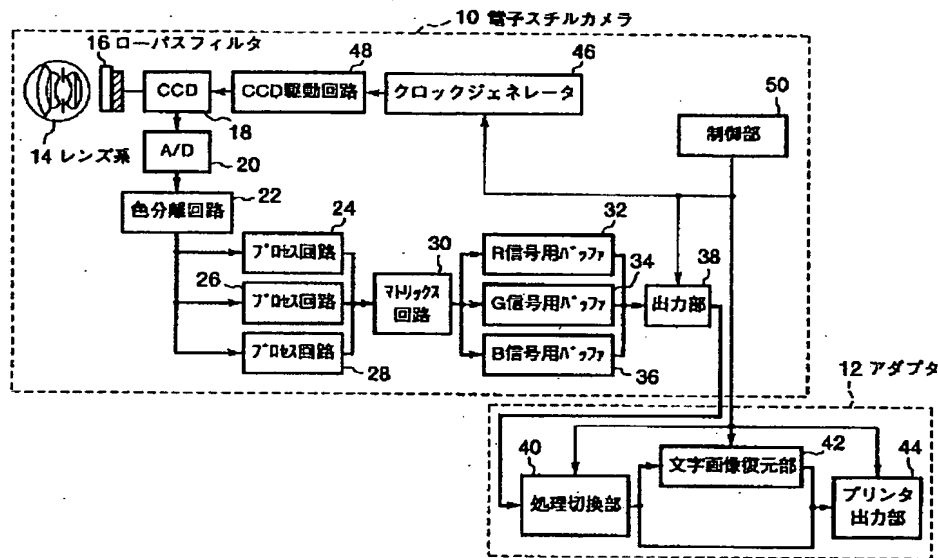 10 電子スチルカメラ
16 ローパスフィルタ
48
46
CCD
CCD駆動回路
クロックジェネレータ
50
18
制御部
14 レンズ系
A/D
20
22
色分離回路
24
32
プロセス回路
30
R信号用バッファ
34
38
26
プロセス回路
マトリックス
回路
G信号用バッファ
出力部
プロセス回路
B信号用バッファ
28
36
12 アダプタ
40
42
44
文字画像復元部
処理切換部
プリンタ
出力部